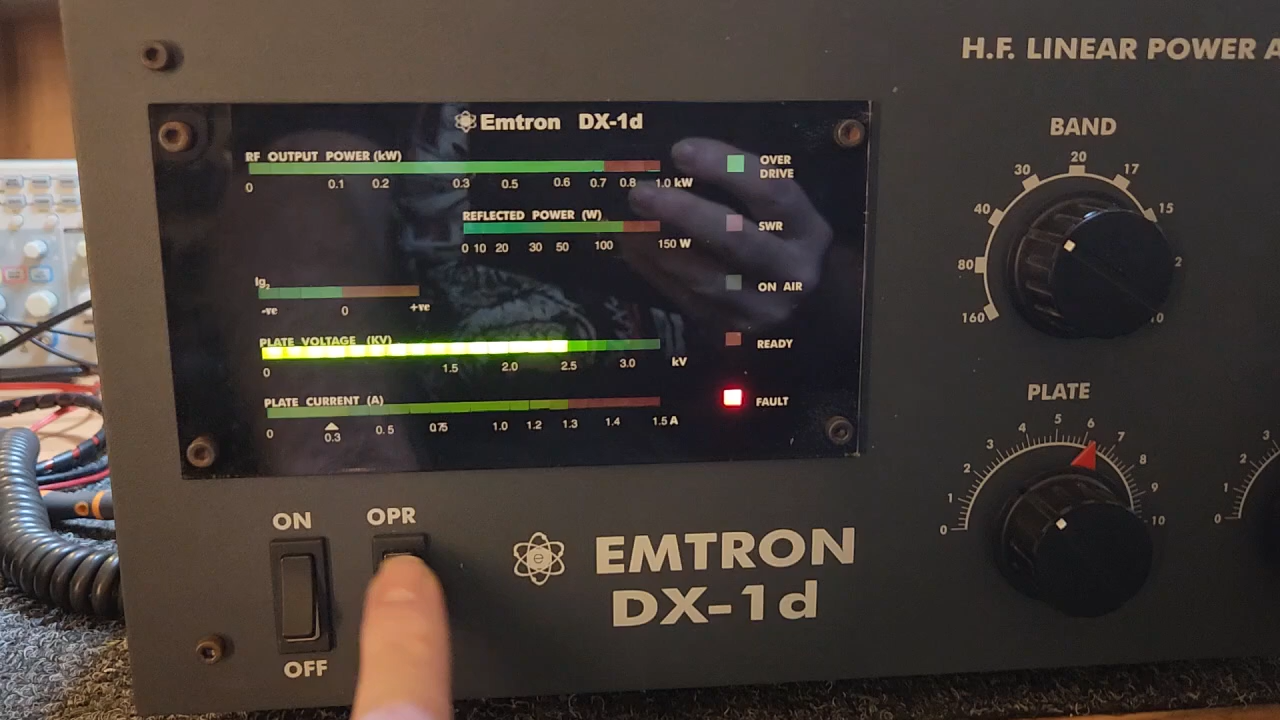 H.F. LINEAR POWER A
Emtron DX-1d
RF OUTPUT POWER (kW)
0 0.1 0.2 0.3 0.5 0.6 0.7 0.8 1.0 kW
OVER
DRIVE
REFLECTED POWER (W)
0 10 20 30 50 100 150 W
SWR
Ig2
-ve 0 +ve
ON AIR
PLATE VOLTAGE (KV)
0 1.5 2.0 2.5 3.0 kV
READY
PLATE CURRENT (A)
0 0.3 0.5 0.75 1.0 1.2 1.3 1.4 1.5 A
FAULT
BAND
160 80 40 30 20 17 15 2 10
PLATE
0 1 2 3 4 5 6 7 8 9 10
0 1 2 3
ON
OFF
OPR
e
EMTRON
DX-1d